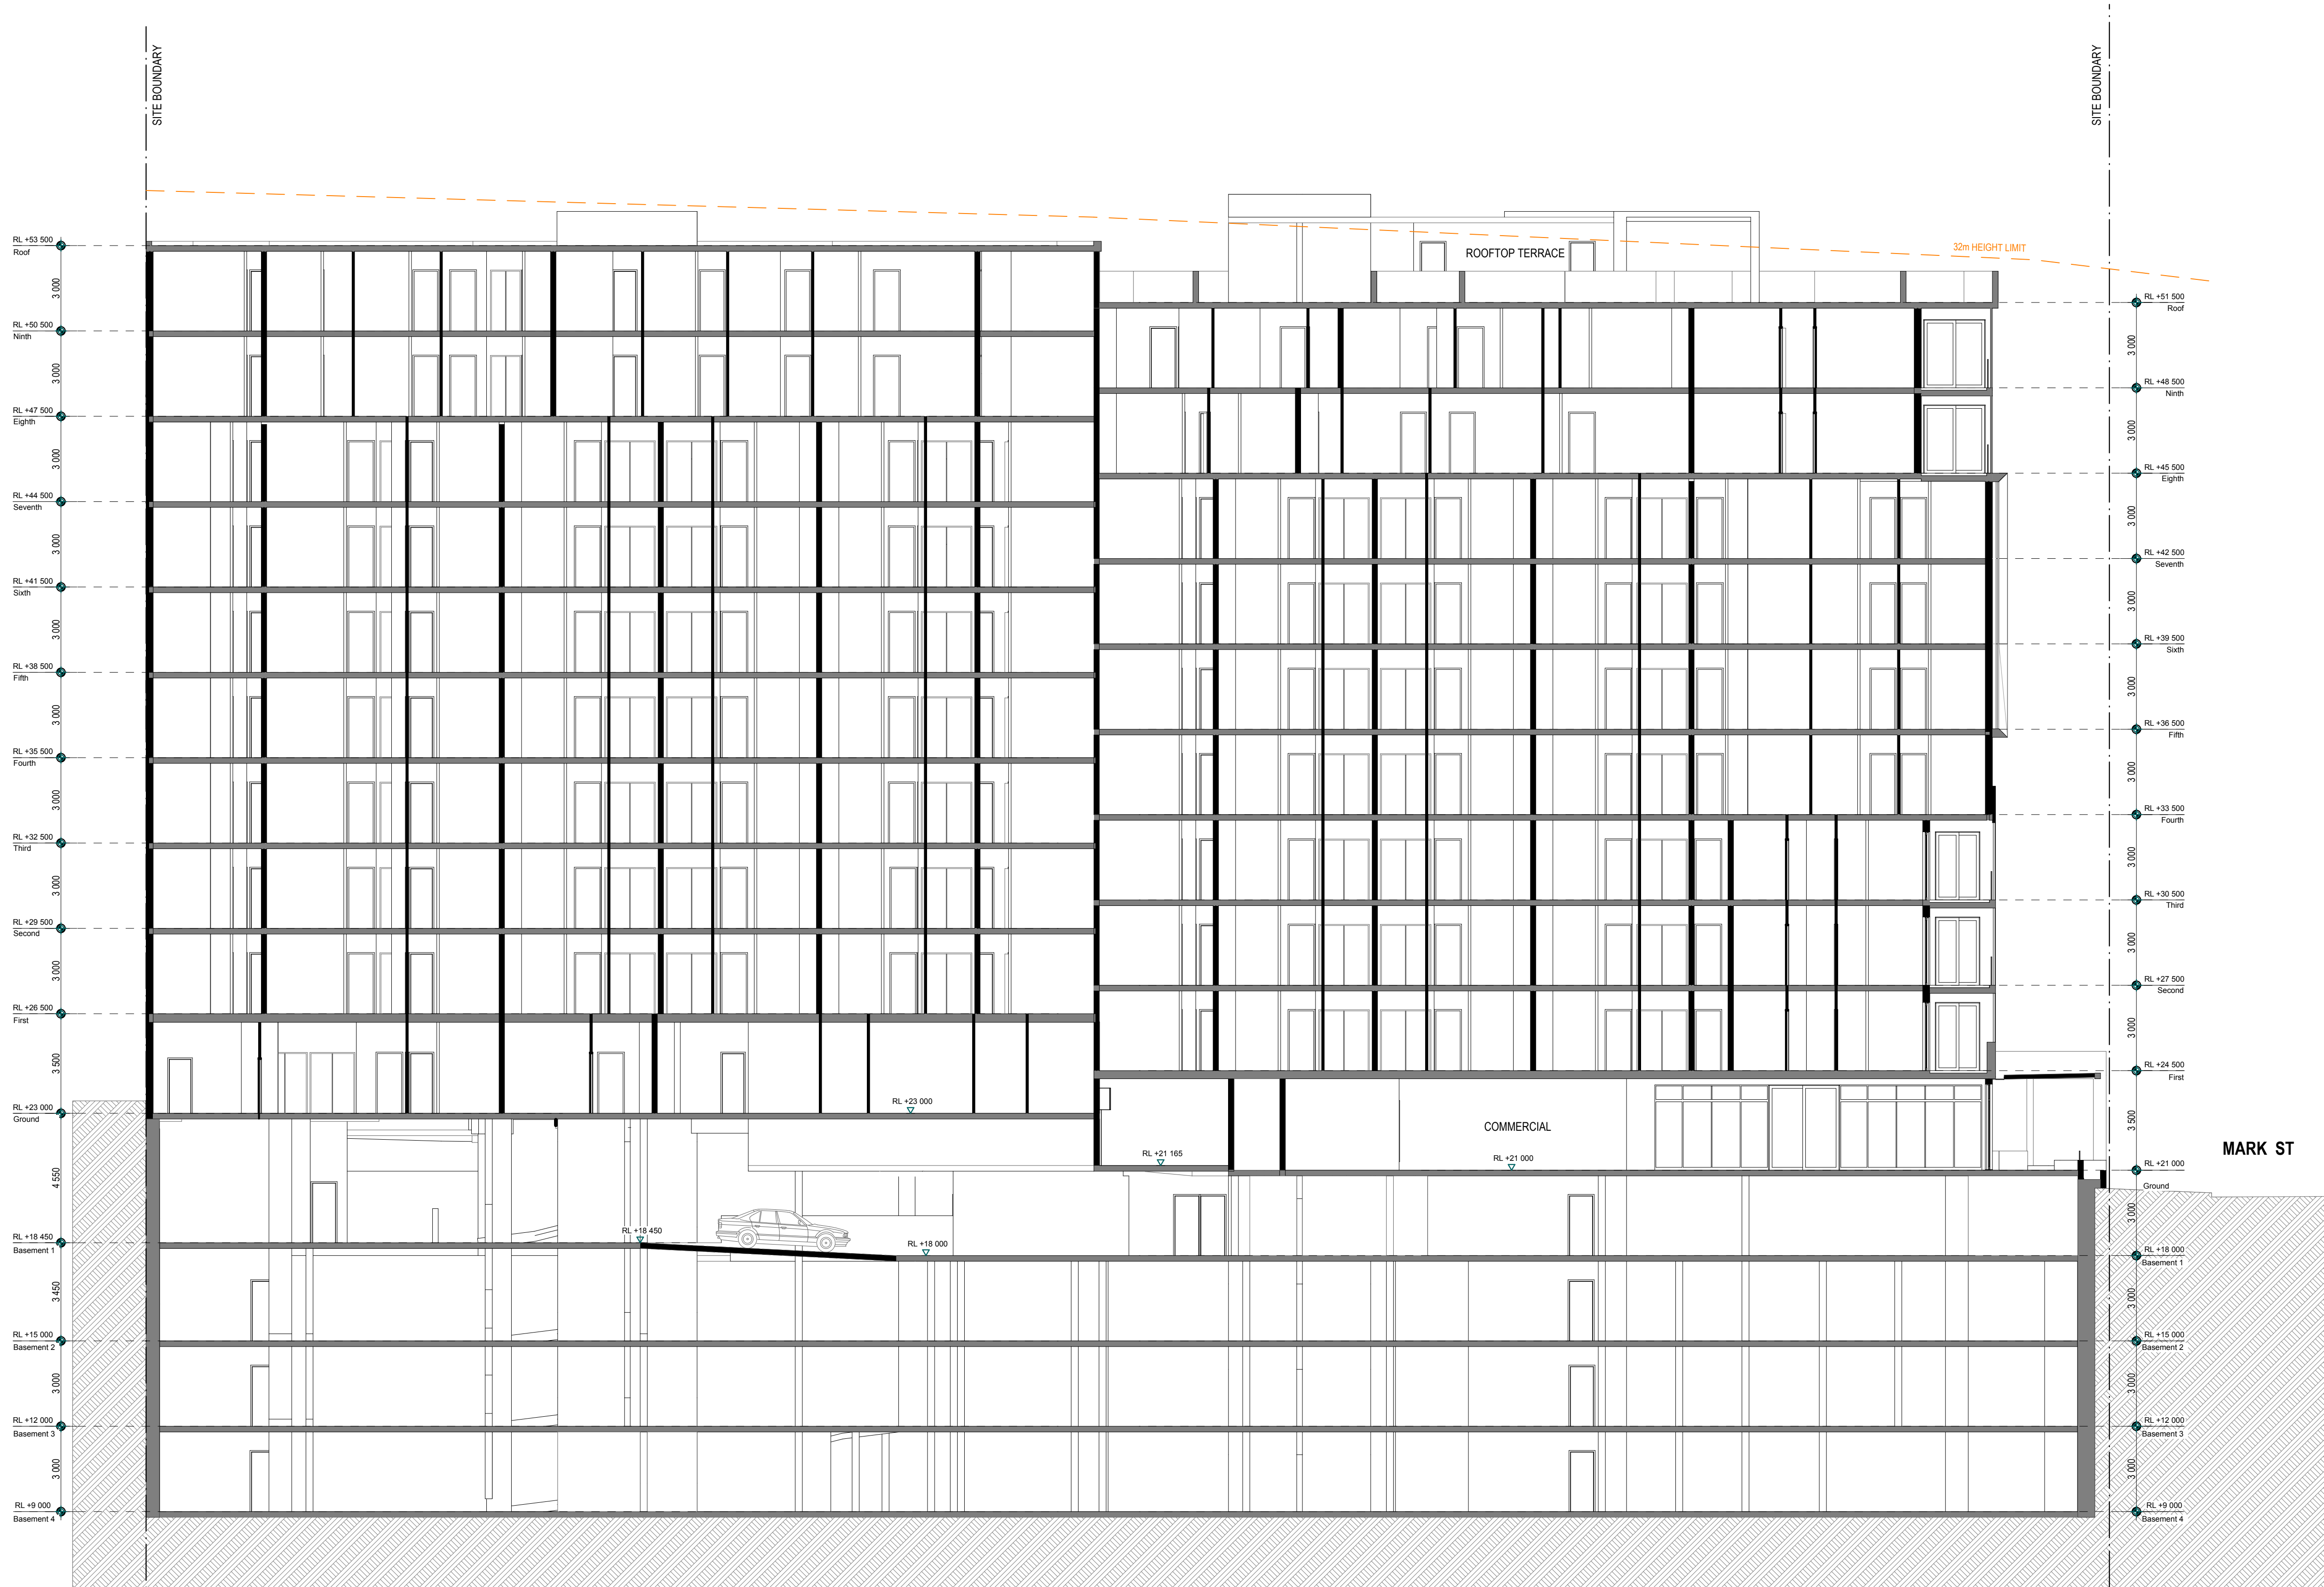 SITE BOUNDARY
SITE BOUNDARY
32m HEIGHT LIMIT
ROOFTOP TERRACE
RL +53 500
Roof
3 000
RL +50 500
Ninth
3 000
RL +47 500
Eighth
3 000
RL +44 500
Seventh
3 000
RL +41 500
Sixth
3 000
RL +38 500
Fifth
3 000
RL +35 500
Fourth
3 000
RL +32 500
Third
3 000
RL +29 500
Second
3 000
RL +26 500
First
3 500
RL +23 000
Ground
4 550
RL +18 450
Basement 1
3 450
RL +15 000
Basement 2
3 000
RL +12 000
Basement 3
3 000
RL +9 000
Basement 4
RL +23 000
RL +21 165
COMMERCIAL
RL +21 000
RL +18 450
RL +18 000
RL +51 500
Roof
3 000
RL +48 500
Ninth
3 000
RL +45 500
Eighth
3 000
RL +42 500
Seventh
3 000
RL +39 500
Sixth
3 000
RL +36 500
Fifth
3 000
RL +33 500
Fourth
3 000
RL +30 500
Third
3 000
RL +27 500
Second
3 000
RL +24 500
First
3 500
RL +21 000
Ground
3 000
RL +18 000
Basement 1
3 000
RL +15 000
Basement 2
3 000
RL +12 000
Basement 3
3 000
RL +9 000
Basement 4
MARK ST